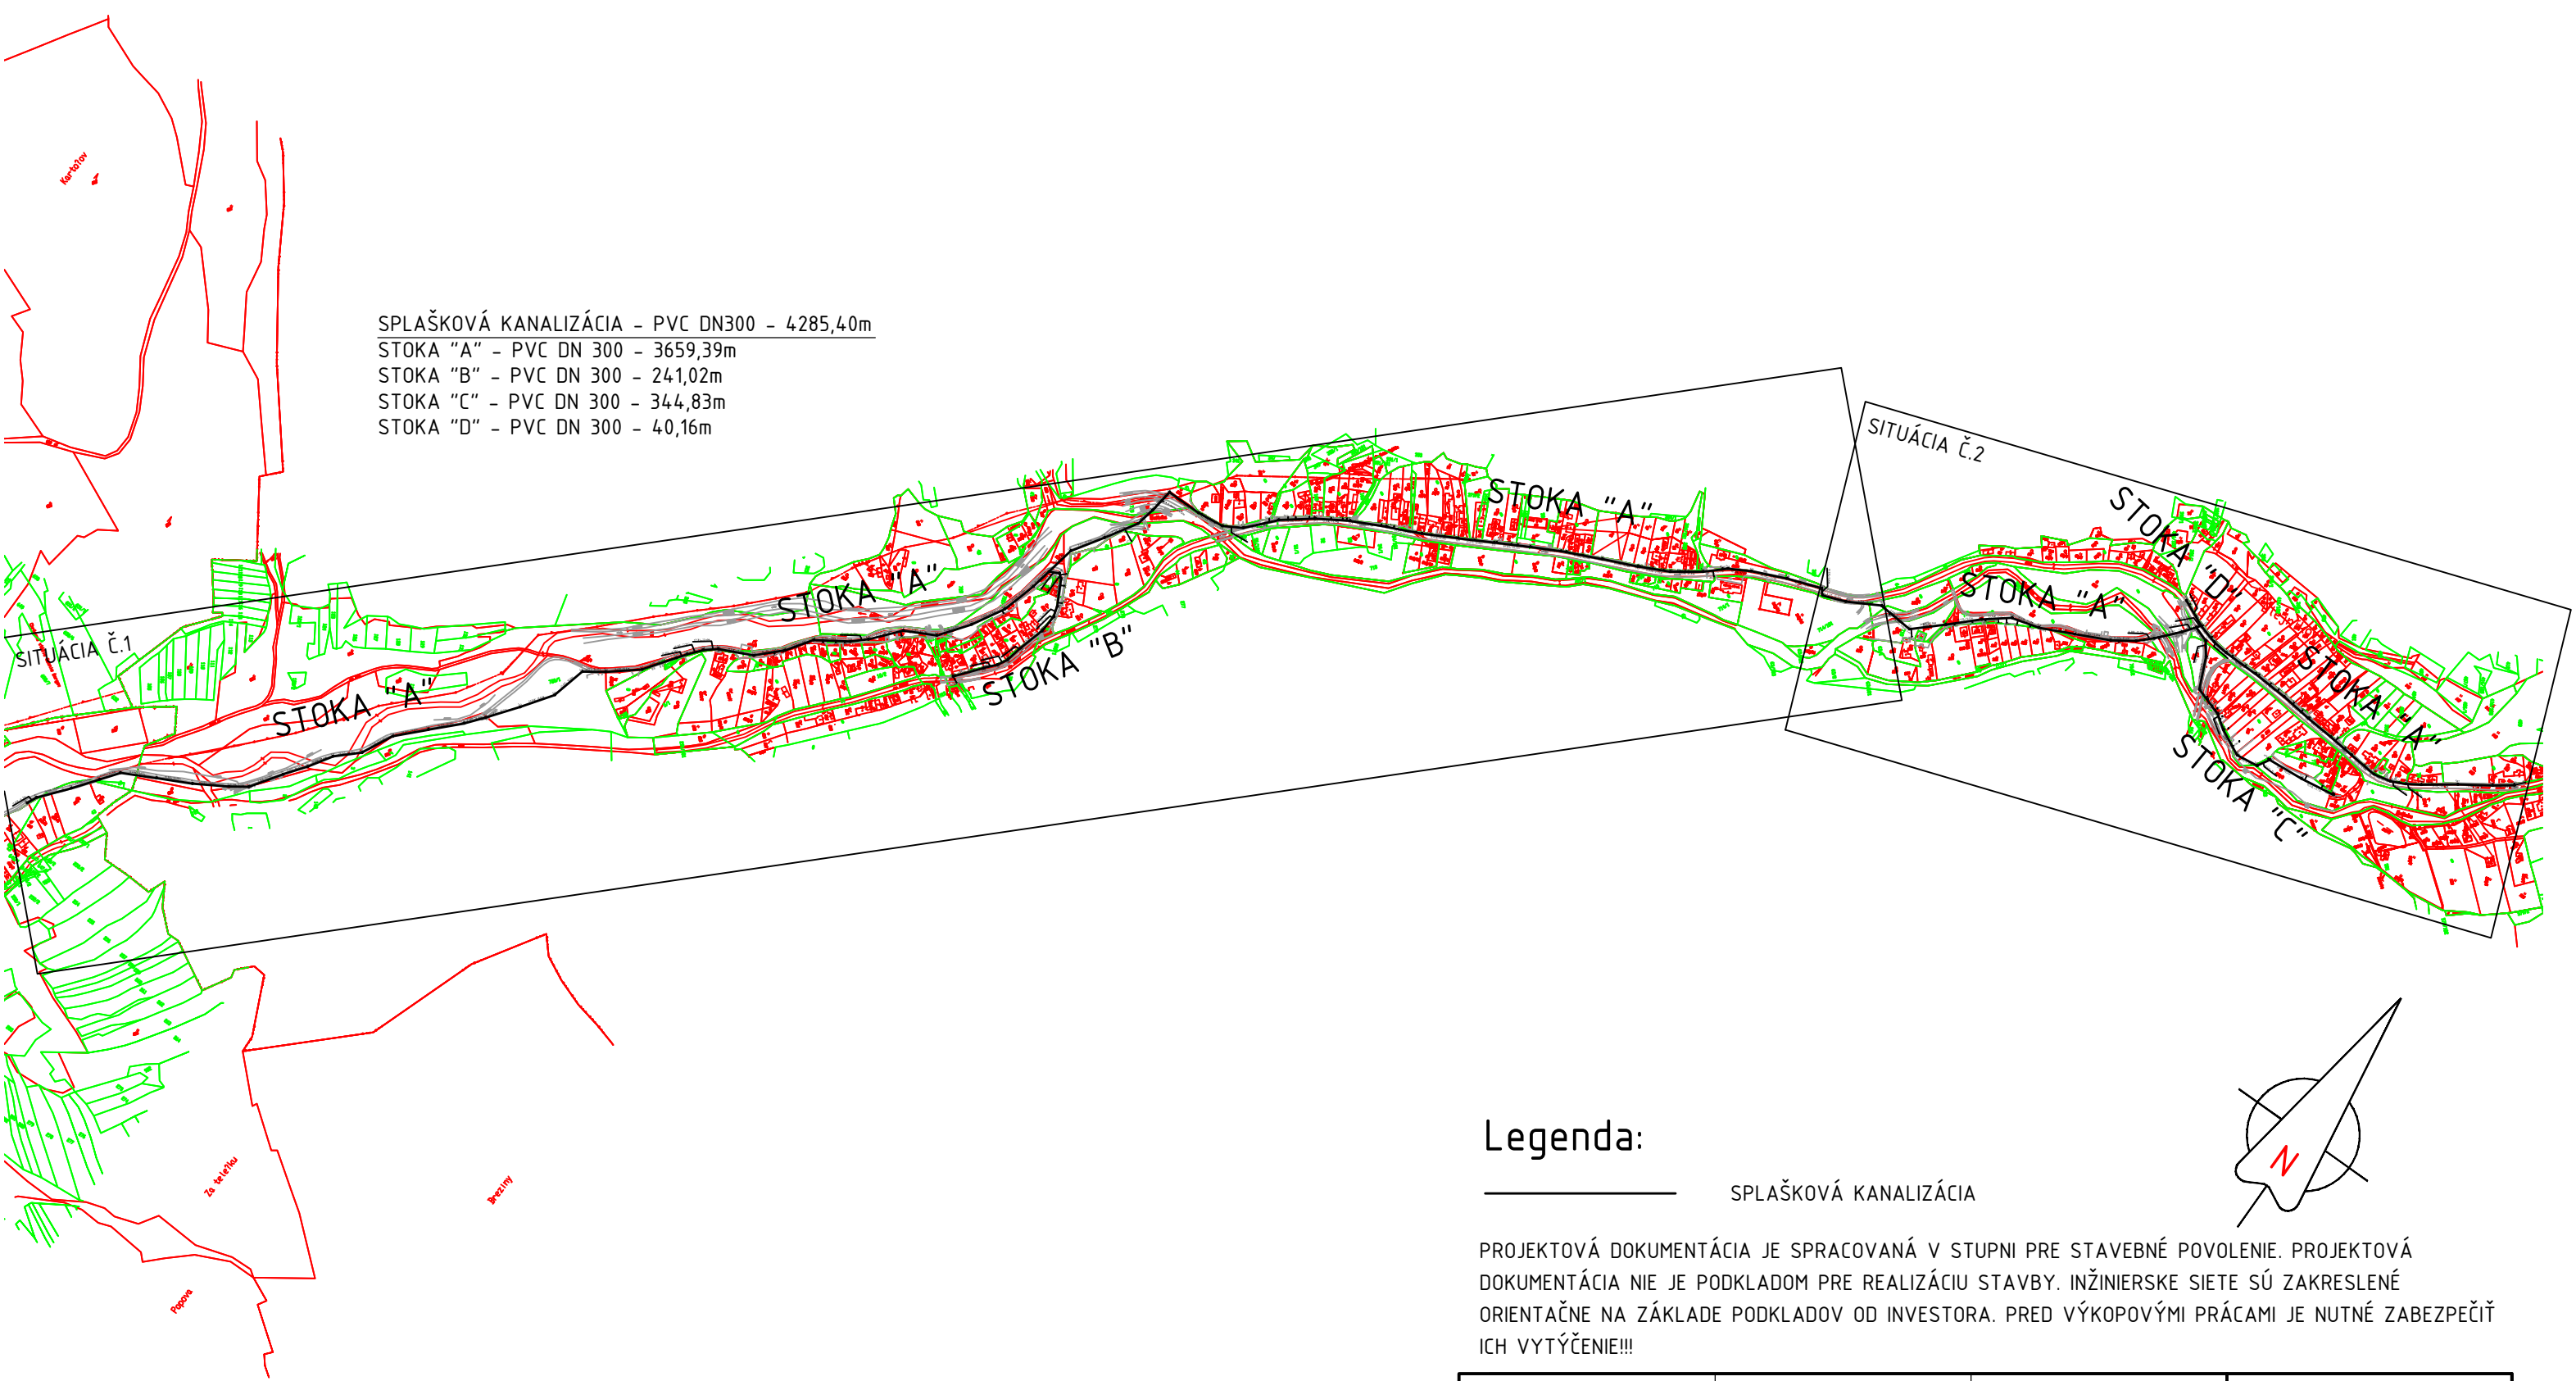 Kartožov
SPLAŠKOVÁ KANALIZÁCIA - PVC DN300 - 4285,40m
STOKA "A" - PVC DN 300 - 3659,39m
STOKA "B" - PVC DN 300 - 241,02m
STOKA "C" - PVC DN 300 - 344,83m
STOKA "D" - PVC DN 300 - 40,16m
SITUÁCIA Č.2
STOKA "A"
STOKA "D"
STOKA "A"
STOKA "A"
SITUÁCIA Č.1
STOKA "B"
STOKA "A"
STOKA "A"
STOKA "C"
Breziny
Popova
Legenda:
SPLAŠKOVÁ KANALIZÁCIA
N
PROJEKTOVÁ DOKUMENTÁCIA JE SPRACOVANÁ V STUPNI PRE STAVEBNÉ POVOLENIE. PROJEKTOVÁ
DOKUMENTÁCIA NIE JE PODKLADOM PRE REALIZÁCIU STAVBY. INŽINIERSKE SIETE SÚ ZAKRESLENÉ
ORIENTAČNE NA ZÁKLADE PODKLADOV OD INVESTORA. PRED VÝKOPOVÝMI PRÁCAMI JE NUTNÉ ZABEZPEČIŤ
ICH VYTÝČENIE!!!